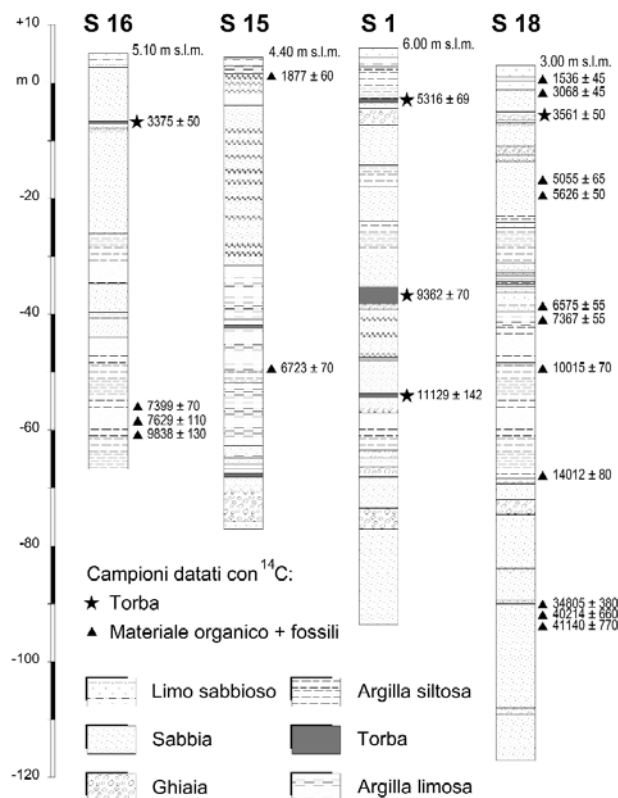 +10
S 16
S 15
S 1
S 18
5.10 m s.l.m.
4.40 m s.l.m.
6.00 m s.l.m.
3.00 m s.l.m.
m 0
1877 ± 60
1536 ± 45
3068 ± 45
5316 ± 69
3561 ± 50
3375 ± 50
5055 ± 65
5626 ± 50
-20
9362 ± 70
6575 ± 55
7367 ± 55
-40
6723 ± 70
10015 ± 70
11129 ± 142
7399 ± 70
7629 ± 110
9838 ± 130
-60
14012 ± 80
-80
Campioni datati con ¹⁴C:
★ Torba
▲ Materiale organico + fossili
34805 ± 380
40214 ± 660
41140 ± 770
-100
Limo sabbioso
Argilla siltosa
Sabbia
Torba
Ghiaia
Argilla limosa
-120